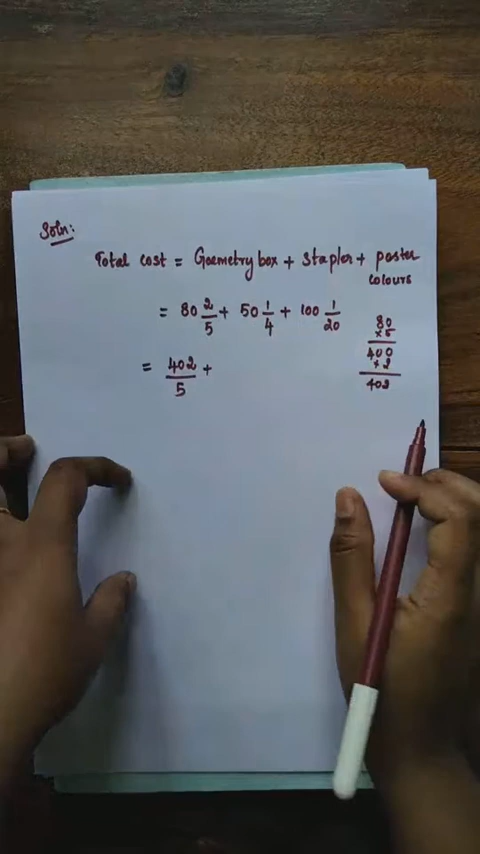 Soln:
Total cost = Geometry box + Stapler + poster
colours
= 80 2/5 + 50 1/4 + 100 1/20
= 402/5 +
80
×5
400
+2
402